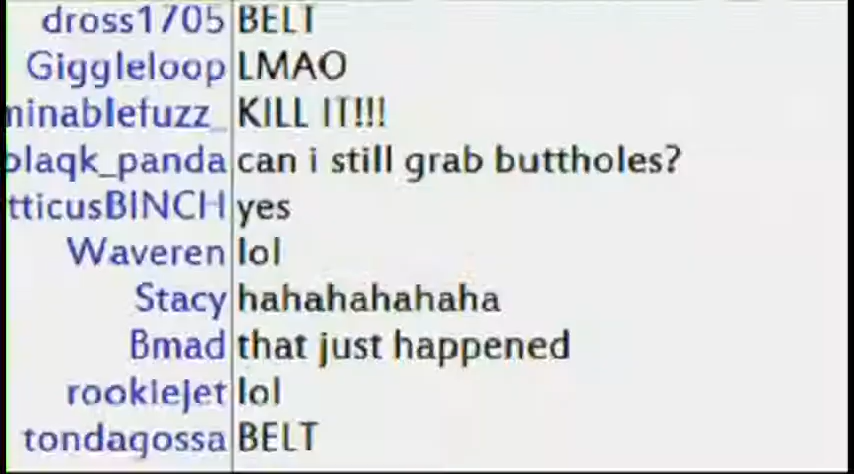 dross1705 BELT
Giggleloop LMAO
minablefuzz_ KILL IT!!!
blaqk_panda can i still grab buttholes?
tticusBINCH yes
Waveren lol
Stacy hahahahahaha
Bmad that just happened
rookiejet lol
tondagossa BELT